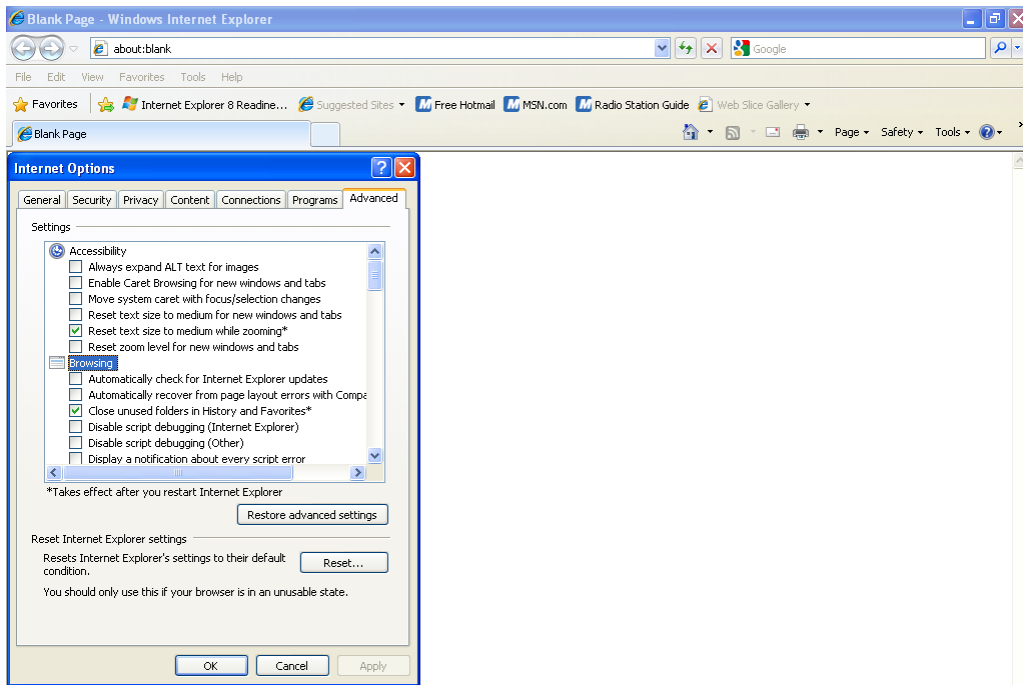 Blank Page - Windows Internet Explorer
about:blank
Google
File Edit View Favorites Tools Help
Favorites Internet Explorer 8 Readine... Suggested Sites Free Hotmail MSN.com Radio Station Guide Web Slice Gallery
Blank Page
Page Safety Tools
Internet Options
General Security Privacy Content Connections Programs Advanced
Settings
Accessibility
Always expand ALT text for images
Enable Caret Browsing for new windows and tabs
Move system caret with focus/selection changes
Reset text size to medium for new windows and tabs
Reset text size to medium while zooming*
Reset zoom level for new windows and tabs
Browsing
Automatically check for Internet Explorer updates
Automatically recover from page layout errors with Compa
Close unused folders in History and Favorites*
Disable script debugging (Internet Explorer)
Disable script debugging (Other)
Display a notification about every script error
*Takes effect after you restart Internet Explorer
Restore advanced settings
Reset Internet Explorer settings
Resets Internet Explorer's settings to their default
condition.
Reset...
You should only use this if your browser is in an unusable state.
OK Cancel Apply